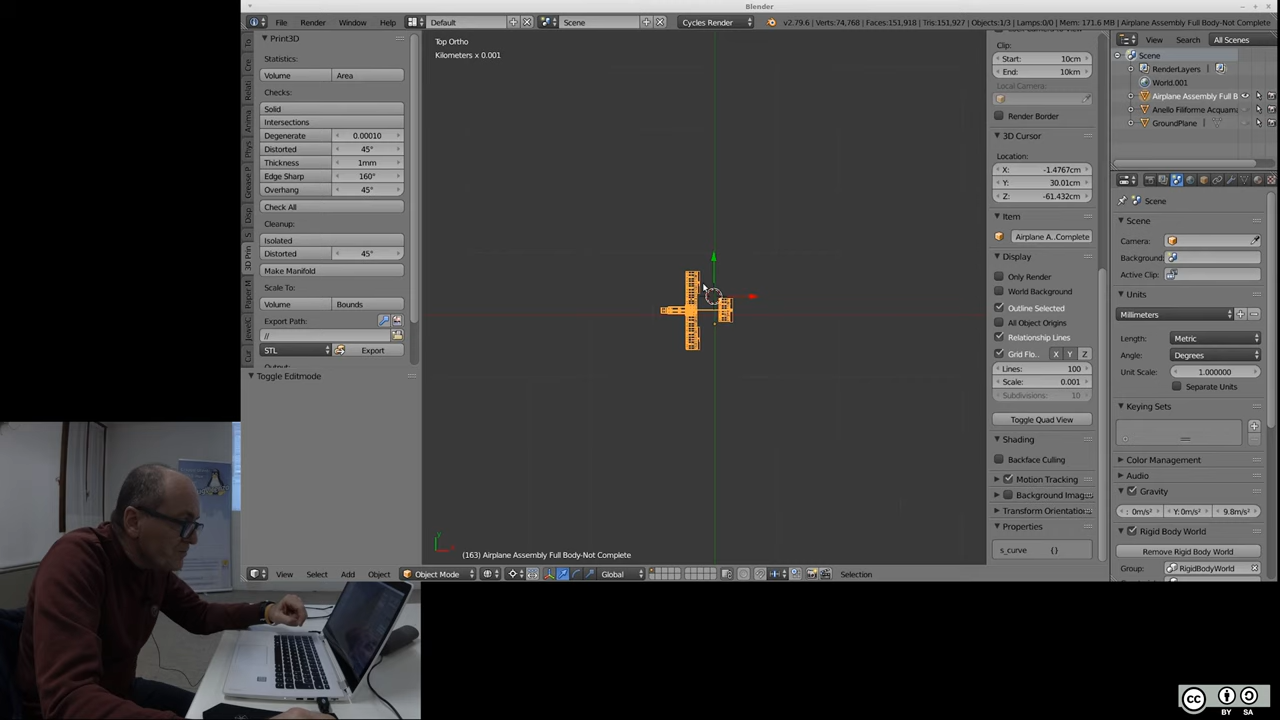 Blender
File Render Window Help Default Scene Cycles Render v2.79.6 | Verts:74,768 | Faces:151,918 | Tris:151,927 | Objects:1/3 | Lamps:0/0 | Mem: 171.6 MB | Airplane Assembly Full Body-Not Complete
Print3D
Statistics:
Volume Area
Checks:
Solid
Intersections
Degenerate 0.00010
Distorted 45°
Thickness 1mm
Edge Sharp 160°
Overhang 45°
Check All
Cleanup:
Isolated
Distorted 45°
Make Manifold
Scale To:
Volume Bounds
Export Path:
//
STL Export
Toggle Editmode
Top Ortho
Kilometers x 0.001
(163) Airplane Assembly Full Body-Not Complete
View Select Add Object Object Mode Global Selection
Clip:
Start: 10cm
End: 10km
Local Camera:
Render Border
3D Cursor
Location:
X: -1.4767cm
Y: 30.01cm
Z: -61.432cm
Item
Airplane A..Complete
Display
Only Render
World Background
Outline Selected
All Object Origins
Relationship Lines
Grid Flo.. X Y Z
Lines: 100
Scale: 0.001
Subdivisions: 10
Toggle Quad View
Shading
Backface Culling
Motion Tracking
Background Imag
Transform Orientation
Properties
s_curve {}
View Search All Scenes
Scene
RenderLayers
World.001
Airplane Assembly Full B
Anello Filiforme Acquama
GroundPlane
Scene
Scene
Camera:
Background:
Active Clip:
Units
Millimeters
Length: Metric
Angle: Degrees
Unit Scale: 1.000000
Separate Units
Keying Sets
Color Management
Audio
Gravity
: 0m/s² Y:0m/s² 9.8m/s²
Rigid Body World
Remove Rigid Body World
Group: RigidBodyWorld
CC BY SA